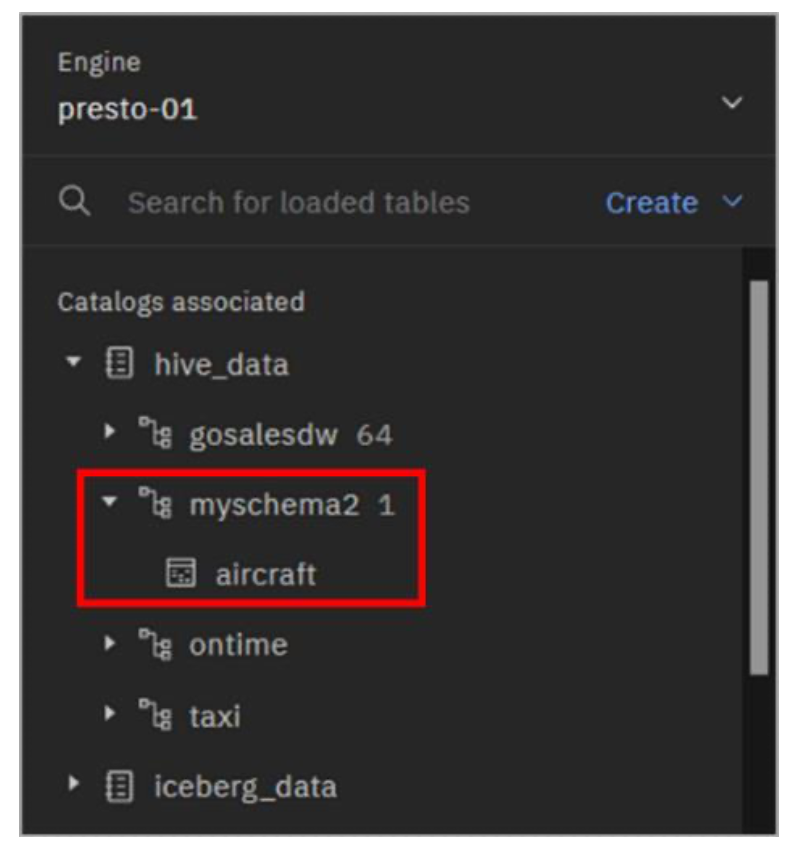 Engine
presto-01
Search for loaded tables Create
Catalogs associated
hive_data
gosalesdw 64
myschema2 1
aircraft
ontime
taxi
iceberg_data